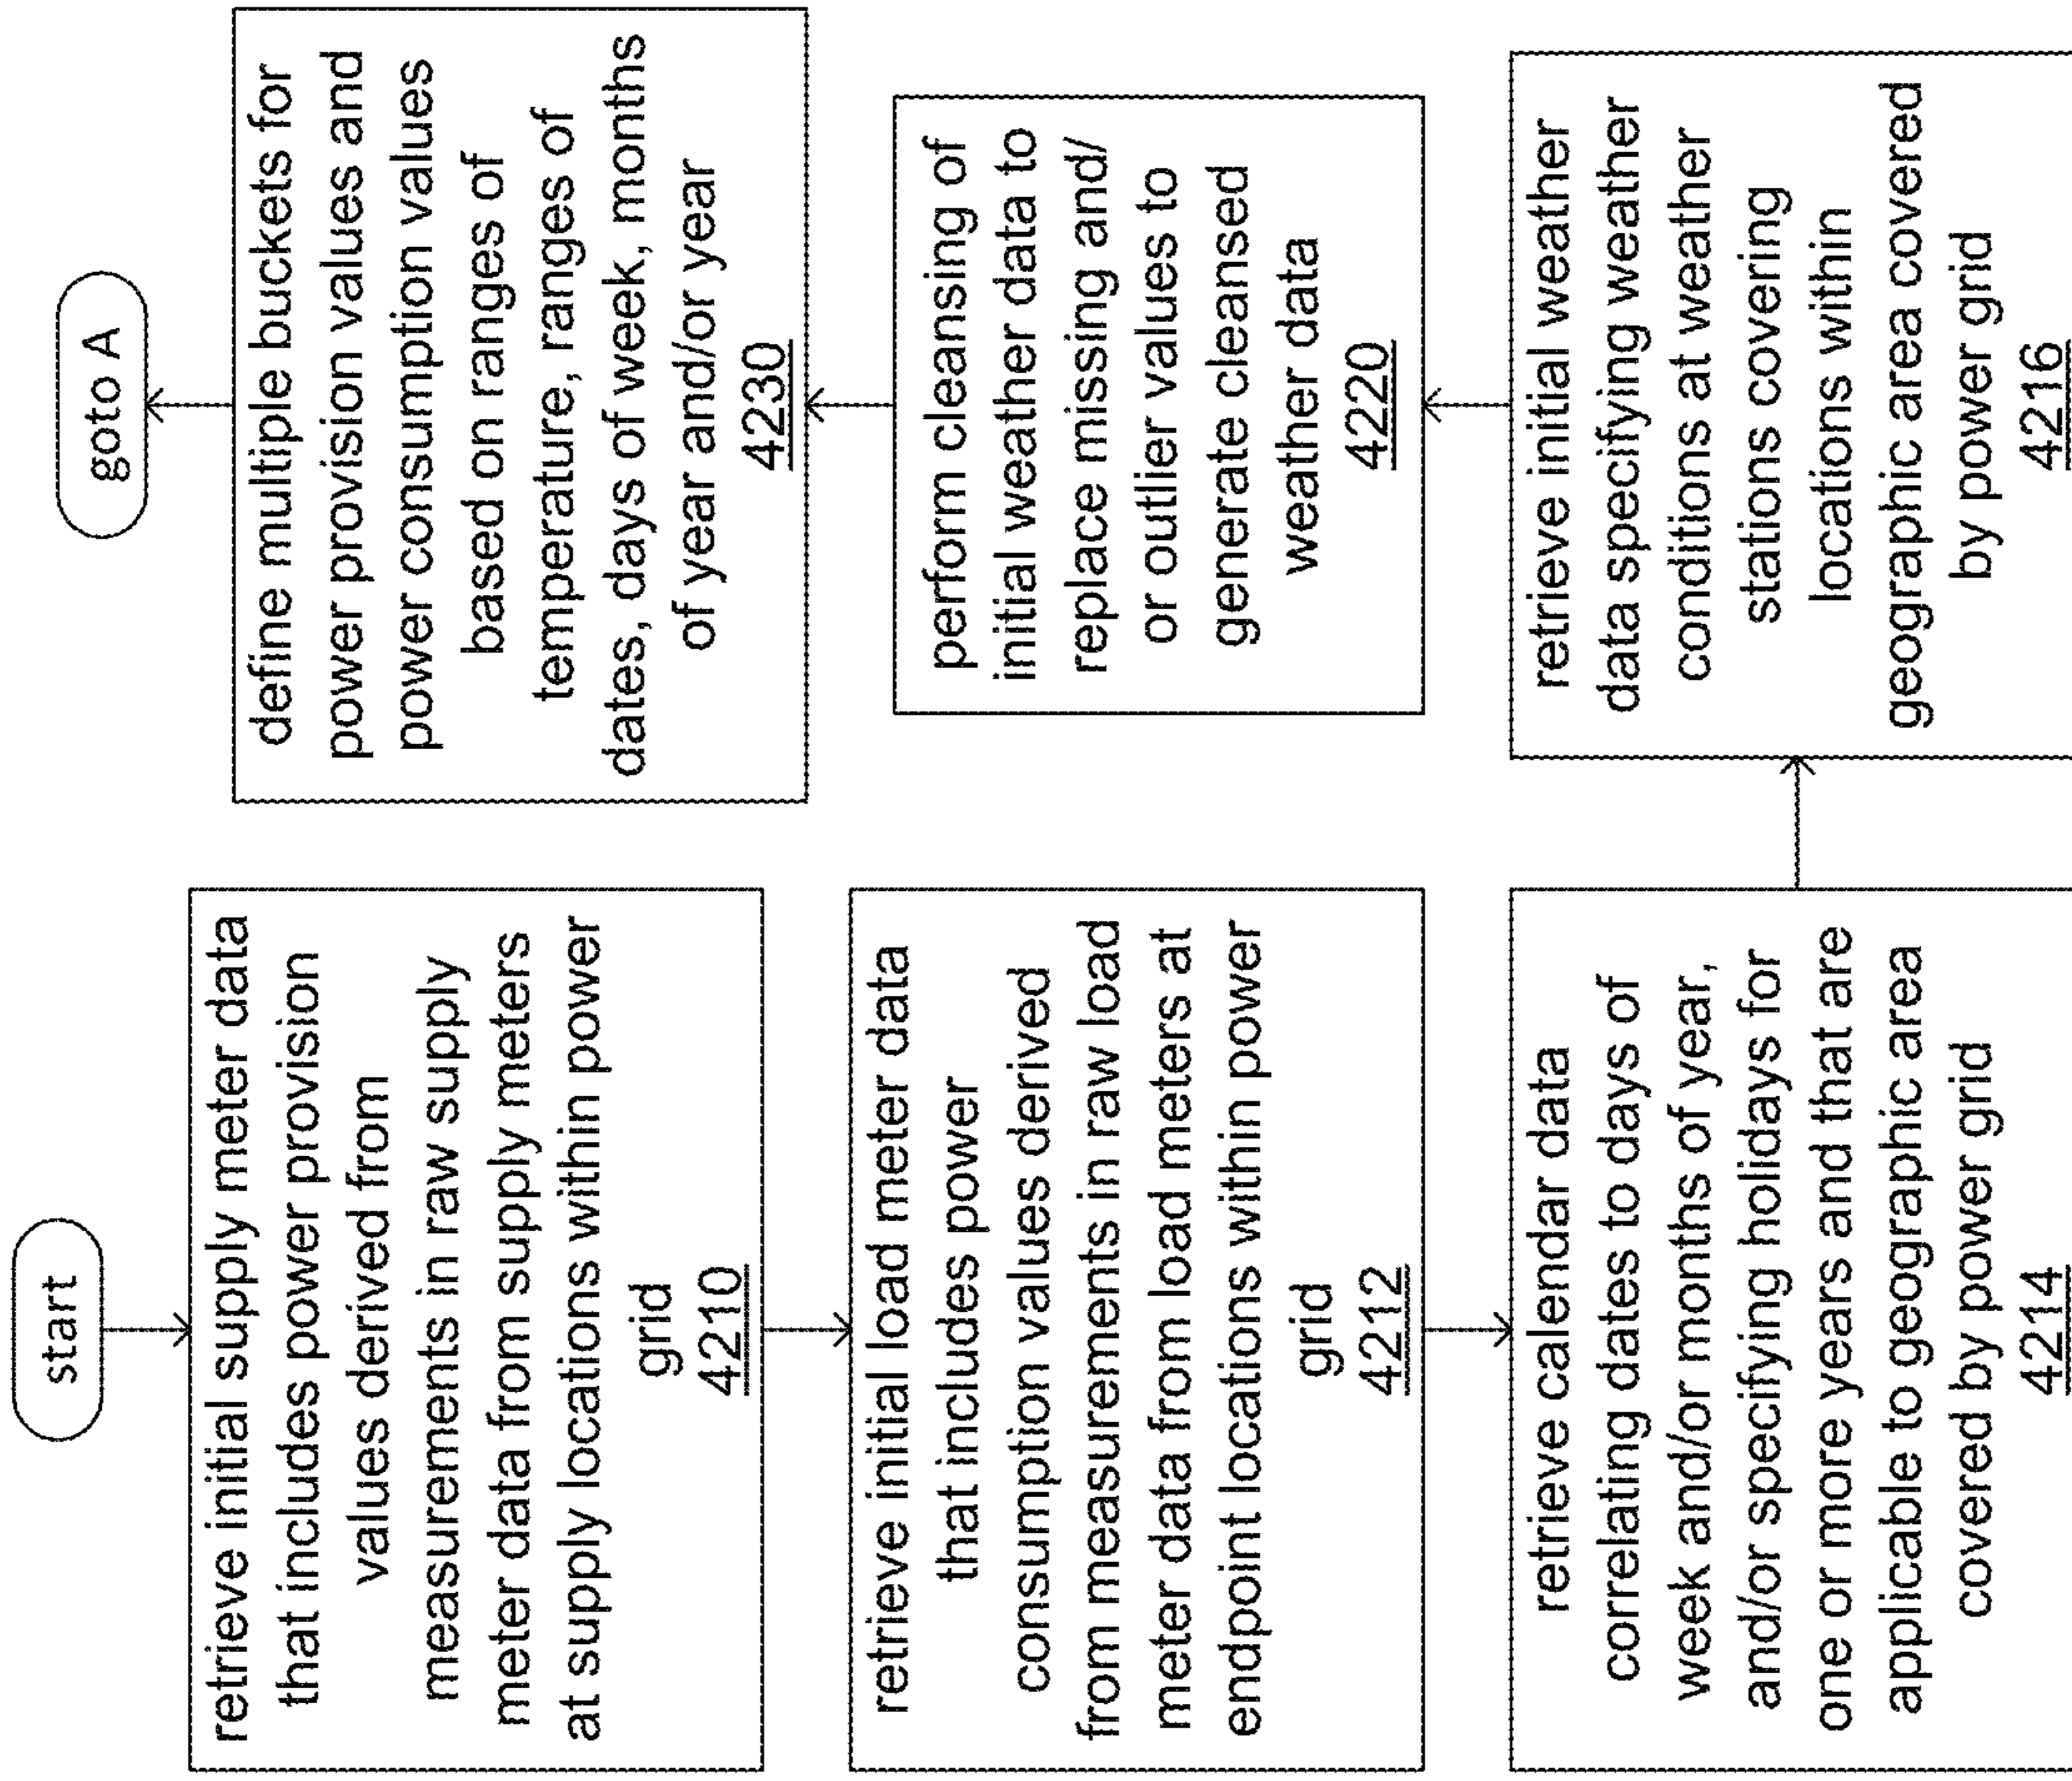 start
retrieve initial supply meter data
that includes power provision
values derived from
measurements in raw supply
meter data from supply meters
at supply locations within power
grid
4210
retrieve initial load meter data
that includes power
consumption values derived
from measurements in raw load
meter data from load meters at
endpoint locations within power
grid
4212
retrieve calendar data
correlating dates to days of
week and/or months of year,
and/or specifying holidays for
one or more years and that are
applicable to geographic area
covered by power grid
4214
retrieve initial weather
data specifying weather
conditions at weather
stations covering
locations within
geographic area covered
by power grid
4216
perform cleansing of
initial weather data to
replace missing and/
or outlier values to
generate cleansed
weather data
4220
define multiple buckets for
power provision values and
power consumption values
based on ranges of
temperature, ranges of
dates, days of week, months
of year and/or year
4230
goto A